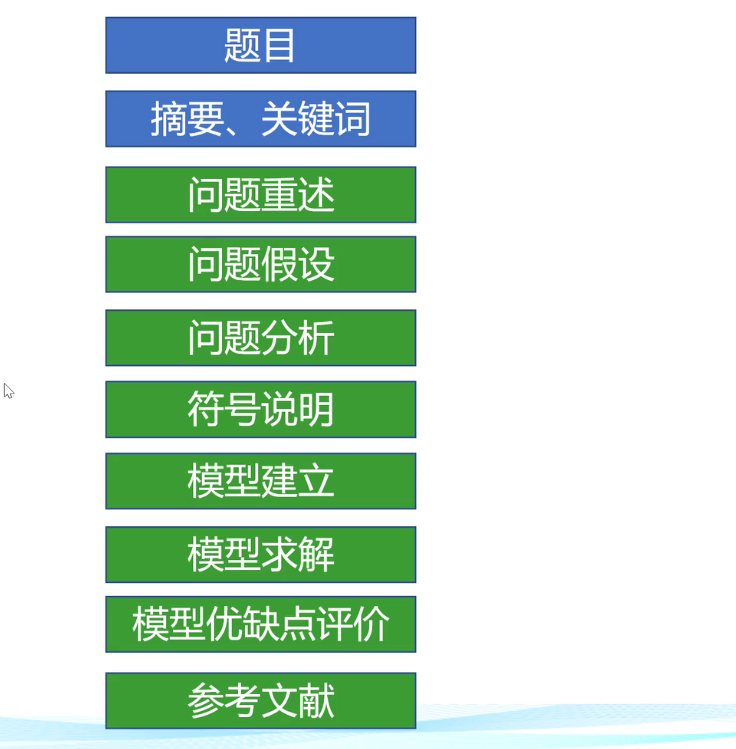 题目
摘要、关键词
问题重述
问题假设
问题分析
符号说明
模型建立
模型求解
模型优缺点评价
参考文献